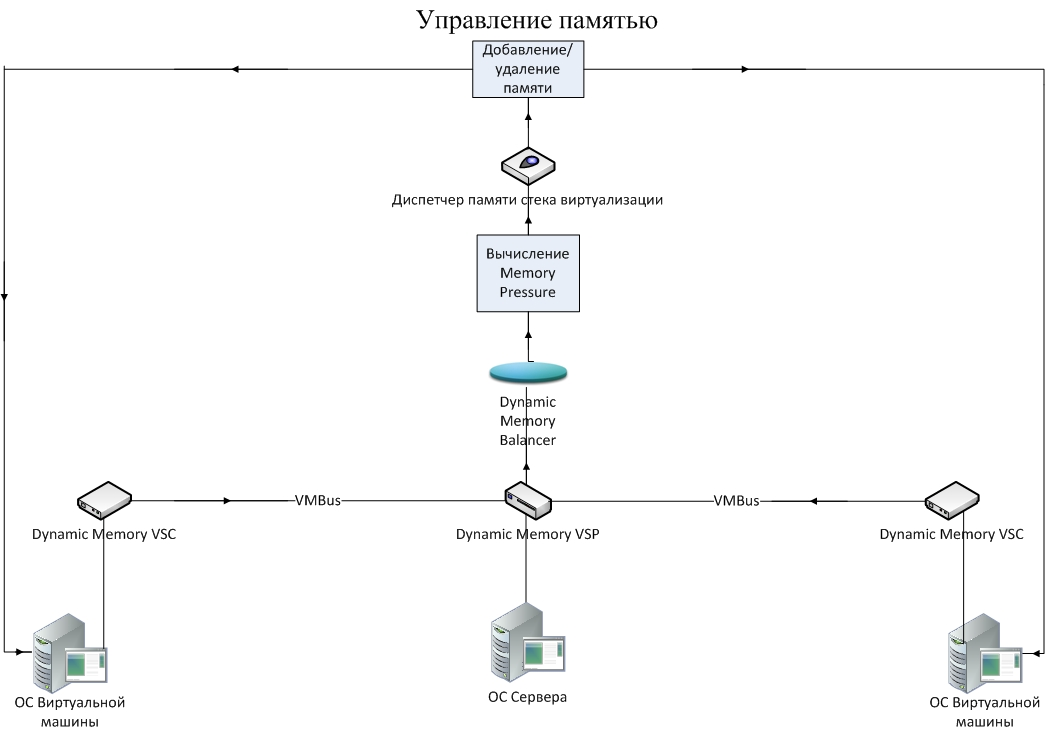 Управление памятью
Добавление/
удаление
памяти
Диспетчер памяти стека виртуализации
Вычисление
Memory
Pressure
Dynamic
Memory
Balancer
VMBus
VMBus
Dynamic Memory VSC
Dynamic Memory VSP
Dynamic Memory VSC
ОС Виртуальной
машины
ОС Сервера
ОС Виртуальной
машины